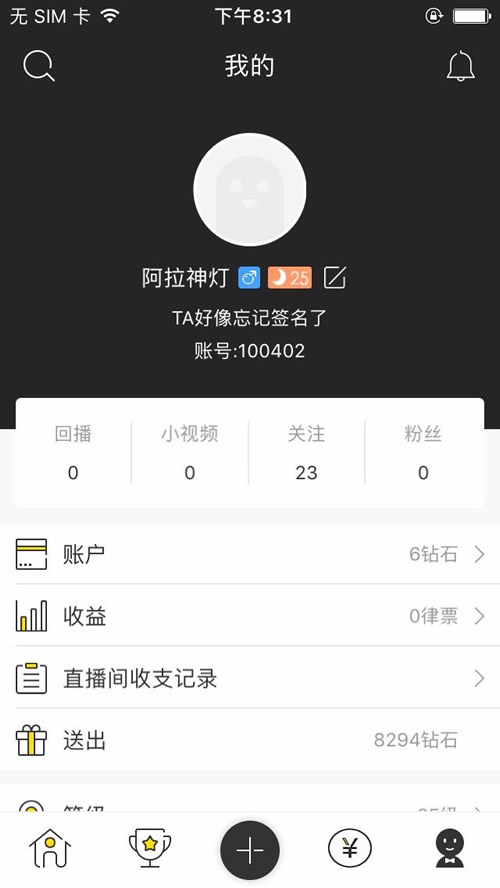 无 SIM 卡 下午8:31
我的
阿拉神灯 25
TA好像忘记签名了
账号:100402
回播 小视频 关注 粉丝
0 0 23 0
账户 6钻石
收益 0律票
直播间收支记录
送出 8294钻石
¥